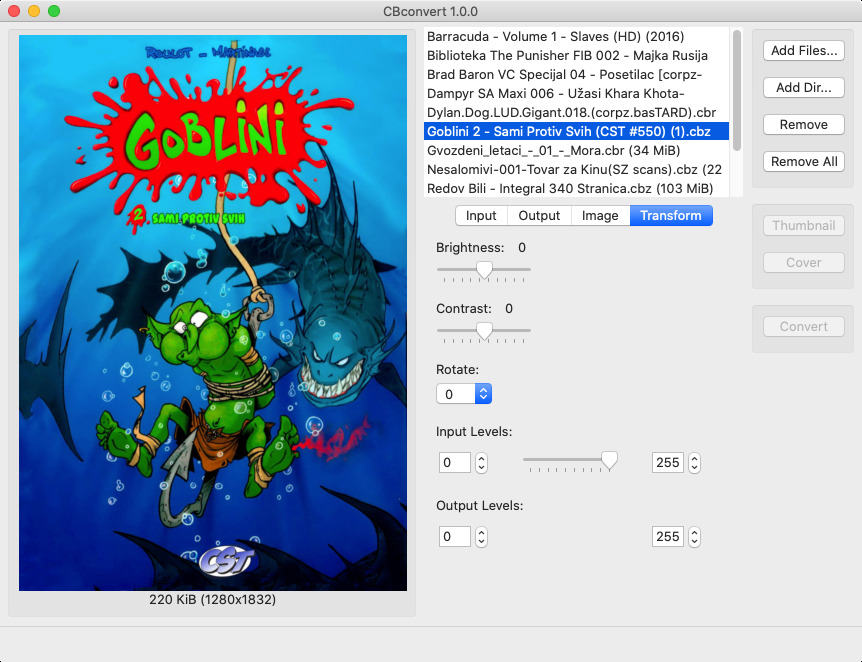 CBconvert 1.0.0
GOBLINI
2. SAMI PROTIV SVIH
CST
220 KiB (1280x1832)
Barracuda - Volume 1 - Slaves (HD) (2016)
Biblioteka The Punisher FIB 002 - Majka Rusija
Brad Baron VC Specijal 04 - Posetilac [corpz-
Dampyr SA Maxi 006 - Užasi Khara Khota-
Dylan.Dog.LUD.Gigant.018.(corpz.basTARD).cbr
Goblini 2 - Sami Protiv Svih (CST #550) (1).cbz
Gvozdeni_letaci_-_01_-_Mora.cbr (34 MiB)
Nesalomivi-001-Tovar za Kinu(SZ scans).cbz (22
Redov Bili - Integral 340 Stranica.cbz (103 MiB)
Input Output Image Transform
Brightness: 0
Contrast: 0
Rotate:
0
Input Levels:
0 255
Output Levels:
0 255
Add Files...
Add Dir...
Remove
Remove All
Thumbnail
Cover
Convert